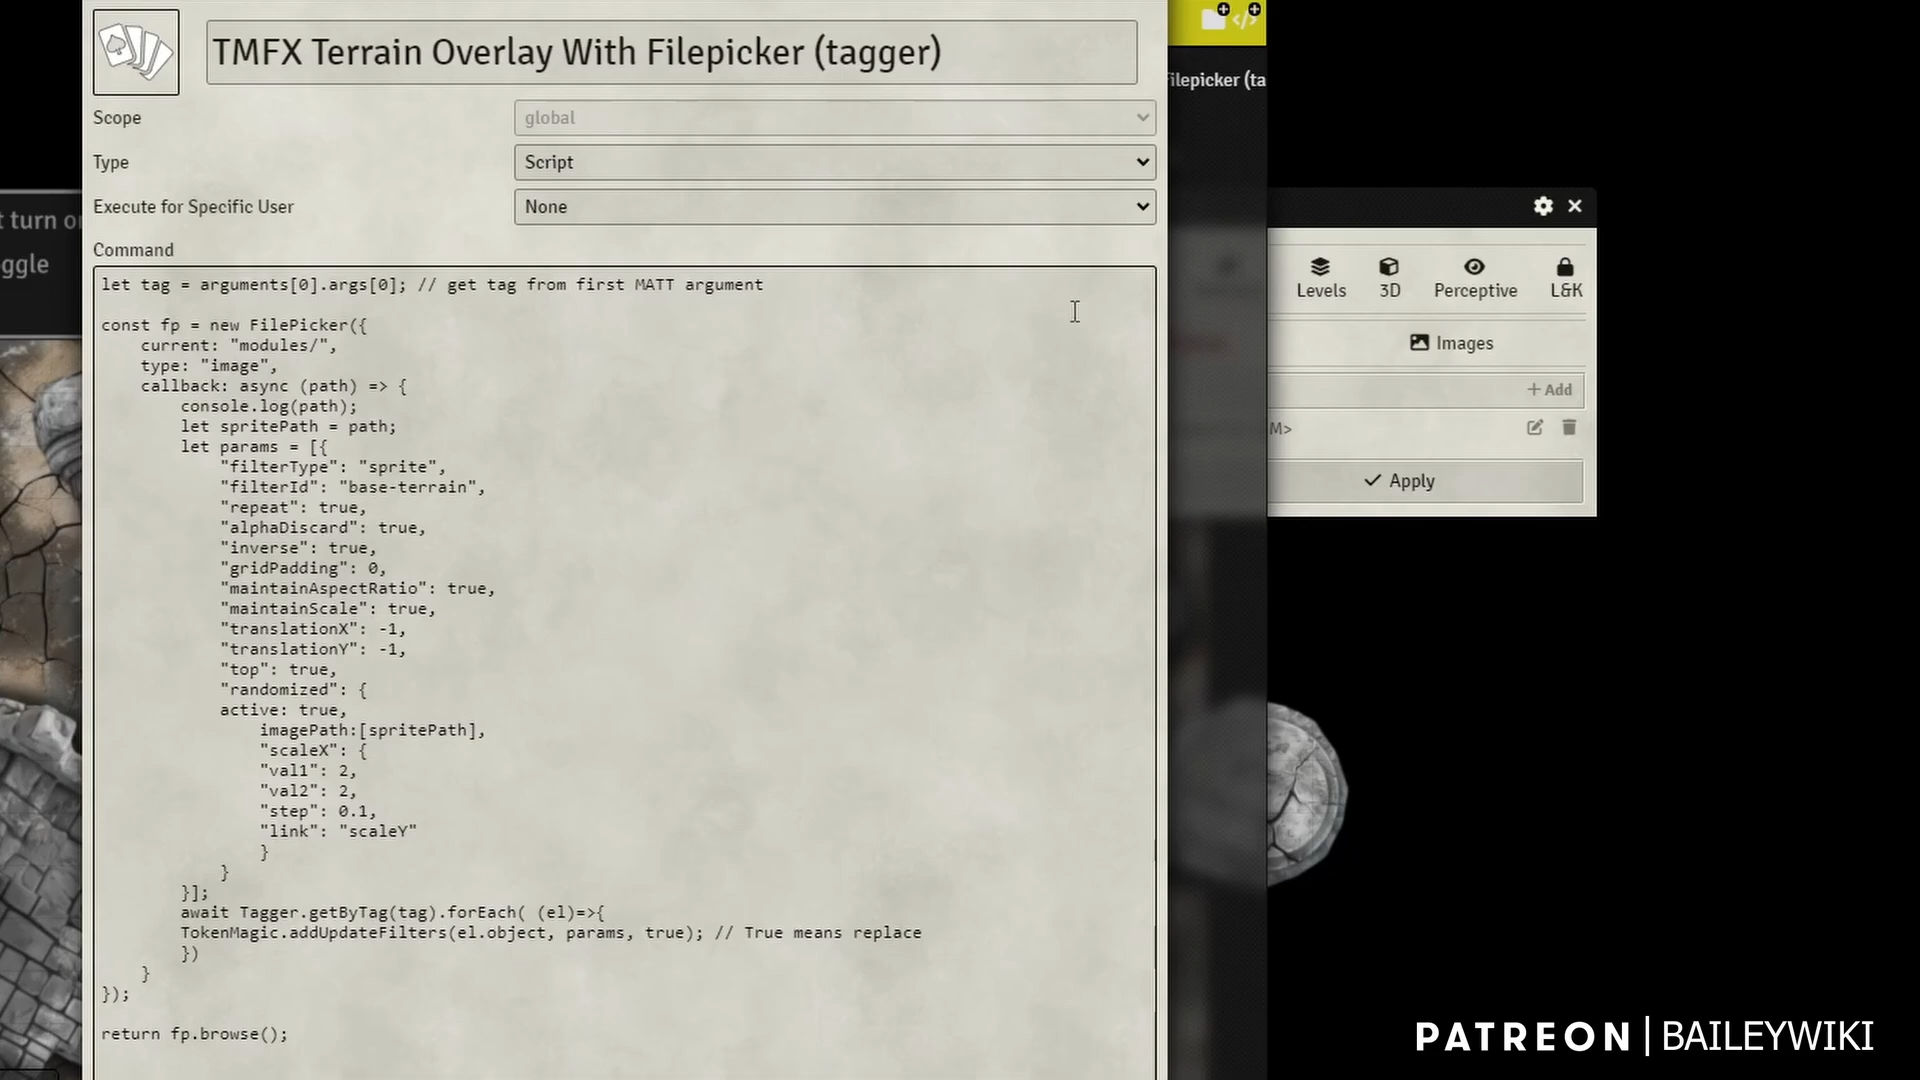 TMFX Terrain Overlay With Filepicker (tagger)
Filepicker (ta
Scope
global
Type
Script
Execute for Specific User
None
Command
let tag = arguments[0].args[0]; // get tag from first MATT argument
const fp = new FilePicker({
current: "modules/",
type: "image",
callback: async (path) => {
console.log(path);
let spritePath = path;
let params = [{
"filterType": "sprite",
"filterId": "base-terrain",
"repeat": true,
"alphaDiscard": true,
"inverse": true,
"gridPadding": 0,
"maintainAspectRatio": true,
"maintainScale": true,
"translationX": -1,
"translationY": -1,
"top": true,
"randomized": {
active: true,
imagePath:[spritePath],
"scaleX": {
"val1": 2,
"val2": 2,
"step": 0.1,
"link": "scaleY"
}
}
}];
await Tagger.getByTag(tag).forEach( (el)=>{
TokenMagic.addUpdateFilters(el.object, params, true); // True means replace
})
}
});
return fp.browse();
t turn o
ggle
Levels
3D
Perceptive
L&K
Images
+ Add
M>
Apply
PATREON | BAILEYWIKI